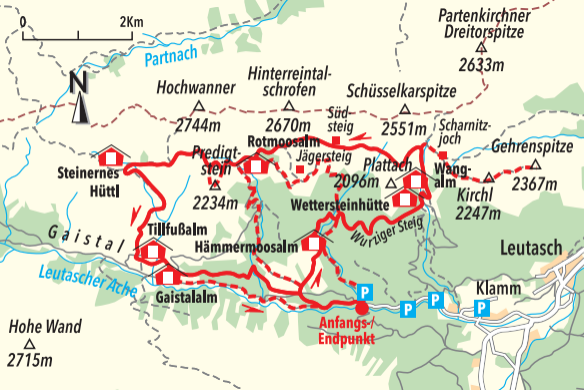 0
2Km
Partenkirchner
Dreitorspitze
2633m
Partnach
N
Hochwanner
2744m
Hinterreintal-
schrofen
2670m
Schüsselkarspitze
2551m
Süd-
steig
Scharnitz-
joch
Gehrenspitze
2367m
Rotmoosalm
Jägersteig
Predigt-
stein
2234m
Plattach
2096m
Wang-
alm
Kirchl
2247m
Steinernes
Hüttl
Wettersteinhütte
Wurziger Steig
Tillfußalm
Hämmermoosalm
Gaistal
Leutascher Ache
Gaistalalm
Leutasch
Klamm
P
P
P
P
Anfangs-/
Endpunkt
Hohe Wand
2715m